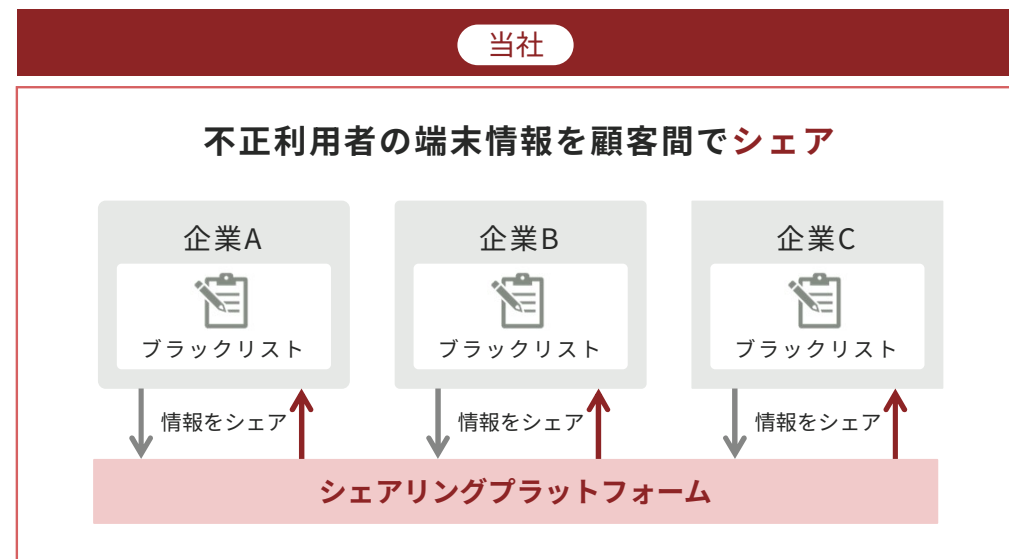 当社
不正利用者の端末情報を顧客間でシェア
企業A
ブラックリスト
企業B
ブラックリスト
企業C
ブラックリスト
情報をシェア
情報をシェア
情報をシェア
シェアリングプラットフォーム